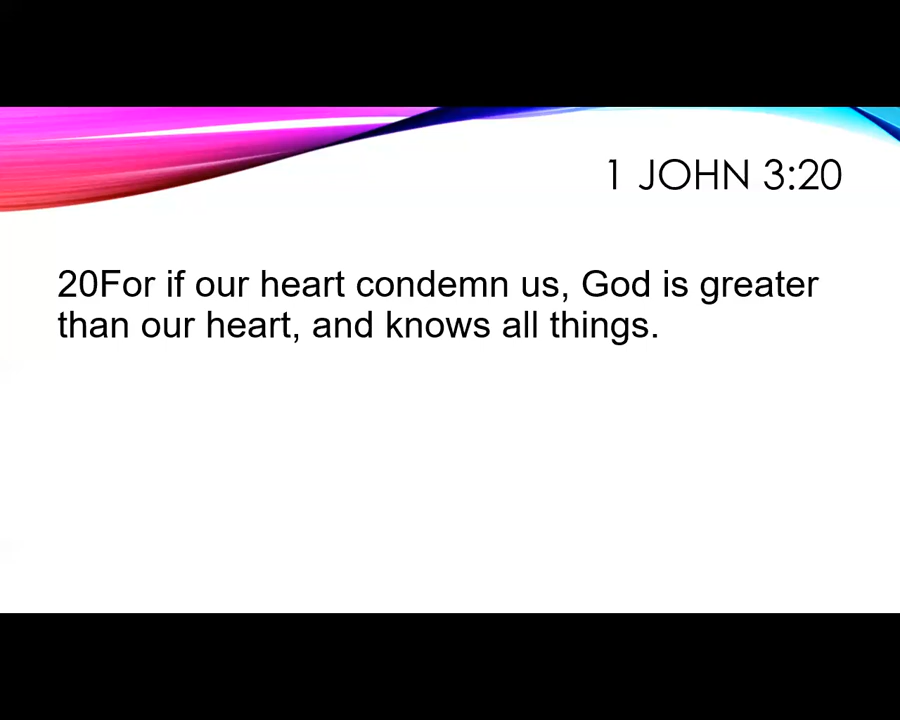 1 JOHN 3:20
20For if our heart condemn us, God is greater
than our heart, and knows all things.